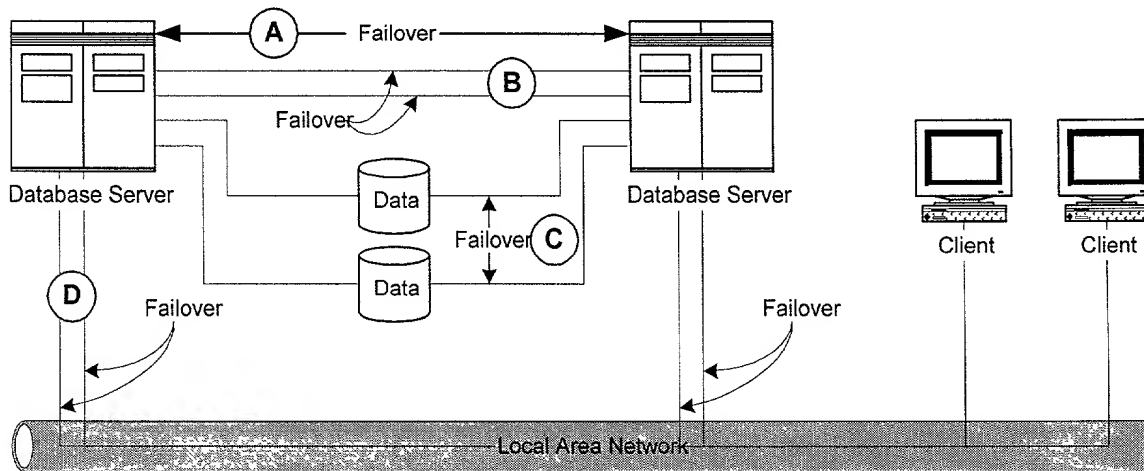 A
Failover
B
Failover
Database Server
Database Server
Data
Failover
C
Data
Client
Client
D
Failover
Failover
Local Area Network